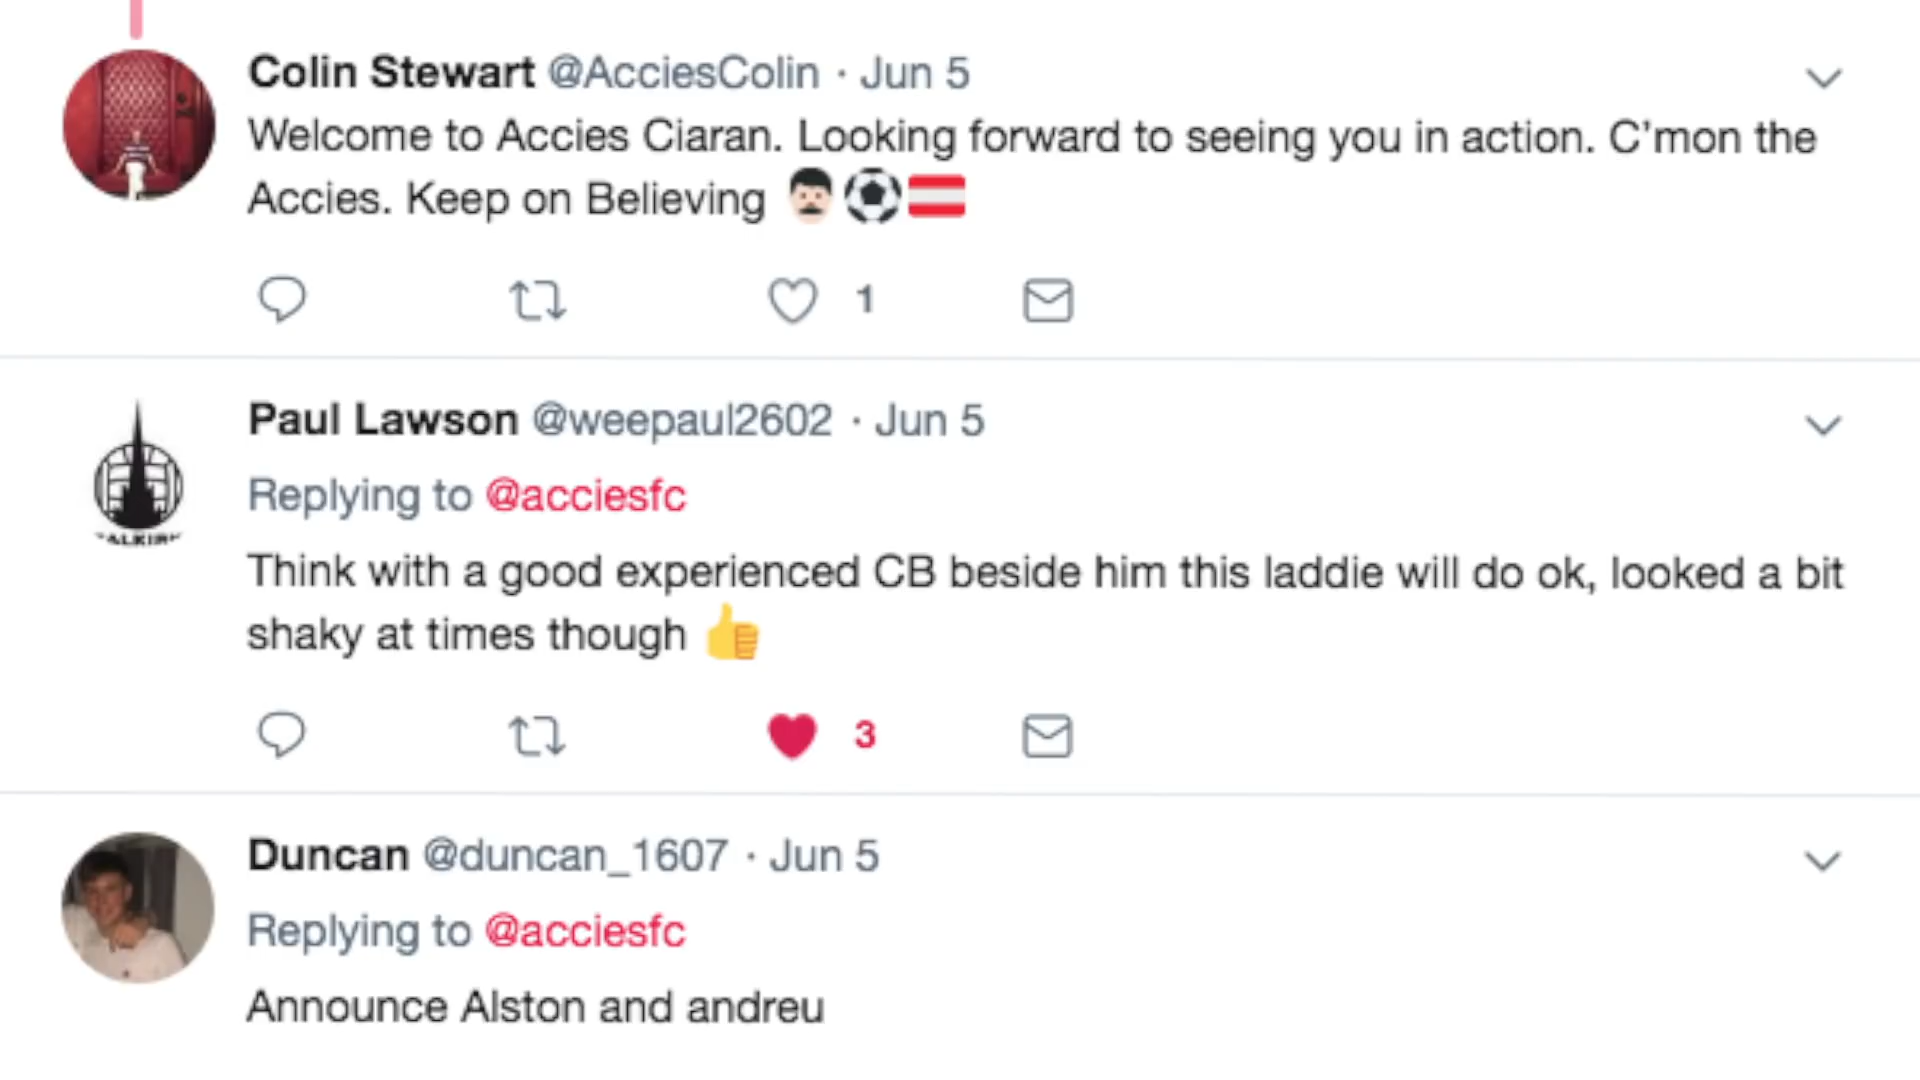 Colin Stewart @AcciesColin · Jun 5
Welcome to Accies Ciaran. Looking forward to seeing you in action. C’mon the
Accies. Keep on Believing 👨🏻⚽🇦🇹
1
Paul Lawson @weepaul2602 · Jun 5
Replying to @acciesfc
Think with a good experienced CB beside him this laddie will do ok, looked a bit
shaky at times though 👍
3
Duncan @duncan_1607 · Jun 5
Replying to @acciesfc
Announce Alston and andreu